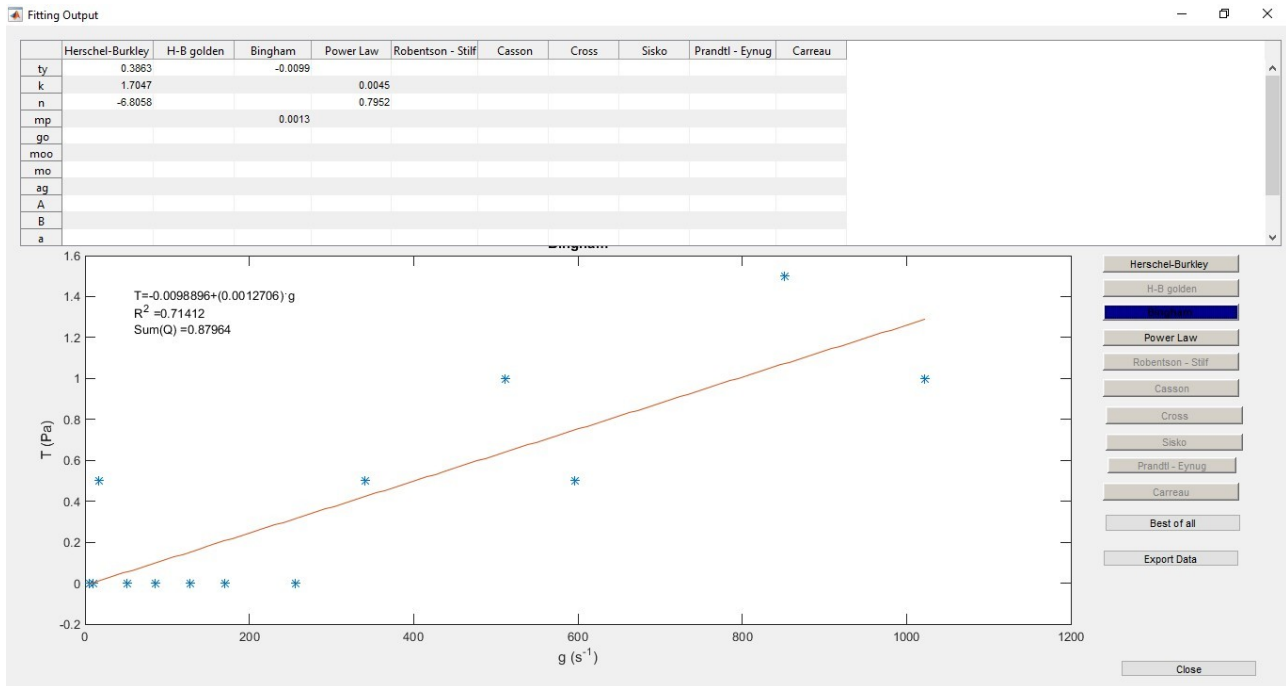 Fitting Output
Herschel-Burkley H-B golden Bingham Power Law Robentson - Stilf Casson Cross Sisko Prandtl - Eynug Carreau
ty 0.3863 -0.0099
k 1.7047 0.0045
n -6.8058 0.7952
mp 0.0013
go
moo
mo
ag
A
B
a
Bingham
T=-0.0098896+(0.0012706)·g
R² =0.71412
Sum(Q) =0.87964
1.6
1.4
1.2
1
0.8
0.6
0.4
0.2
0
-0.2
T (Pa)
0 200 400 600 800 1000 1200
g (s⁻¹)
Herschel-Burkley
H-B golden
Bingham
Power Law
Robentson - Stilf
Casson
Cross
Sisko
Prandtl - Eynug
Carreau
Best of all
Export Data
Close